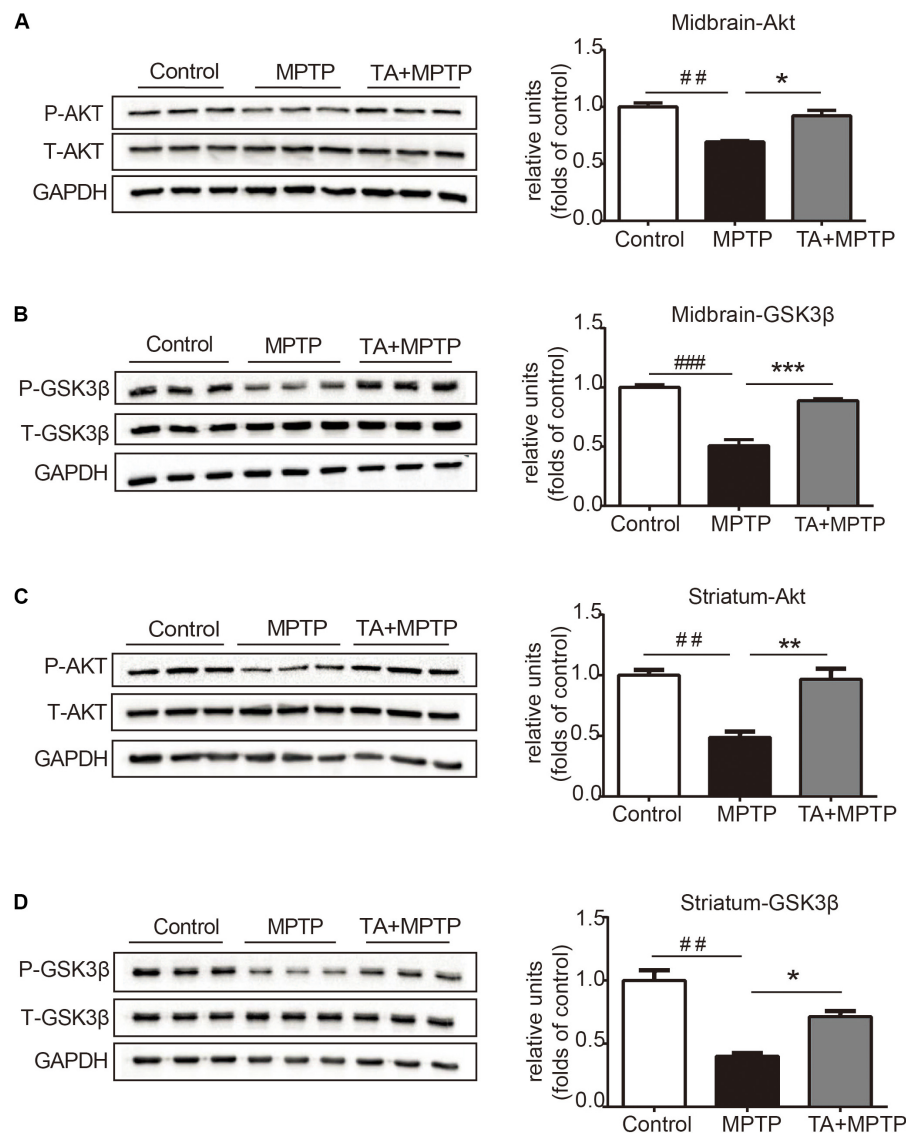 A
Control MPTP TA+MPTP
P-AKT
T-AKT
GAPDH
Midbrain-Akt
relative units
(folds of control)
1.5
1.0
0.5
0.0
## *
Control MPTP TA+MPTP
B
Control MPTP TA+MPTP
P-GSK3β
T-GSK3β
GAPDH
Midbrain-GSK3β
relative units
(folds of control)
1.5
1.0
0.5
0.0
### ***
Control MPTP TA+MPTP
C
Control MPTP TA+MPTP
P-AKT
T-AKT
GAPDH
Striatum-Akt
relative units
(folds of control)
1.5
1.0
0.5
0.0
## **
Control MPTP TA+MPTP
D
Control MPTP TA+MPTP
P-GSK3β
T-GSK3β
GAPDH
Striatum-GSK3β
relative units
(folds of control)
1.5
1.0
0.5
0.0
## *
Control MPTP TA+MPTP